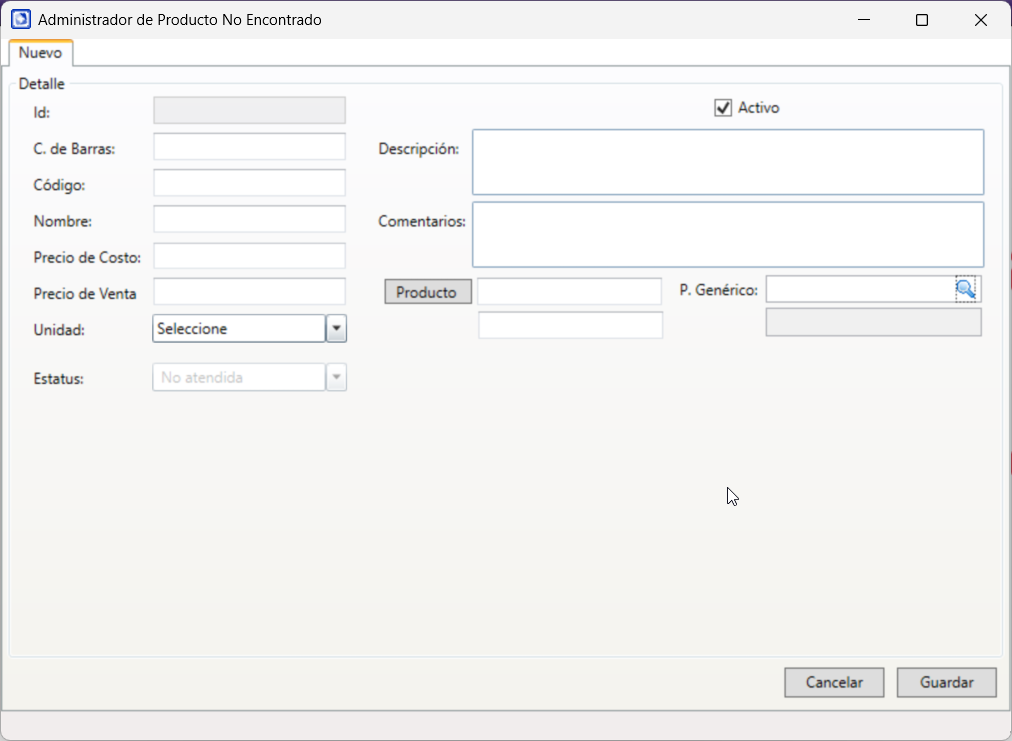 Administrador de Producto No Encontrado
Nuevo
Detalle
Id:
Activo
C. de Barras:
Descripción:
Código:
Nombre:
Comentarios:
Precio de Costo:
Precio de Venta
Producto
P. Genérico:
Unidad:
Seleccione
Estatus:
No atendida
Cancelar
Guardar